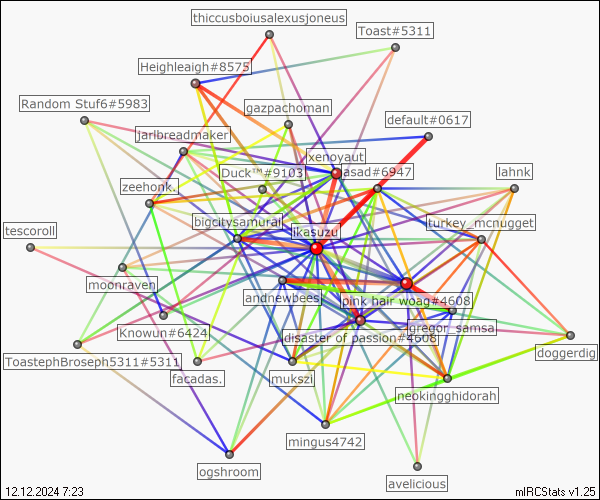 thiccusboiusalexusjoneus
Toast#5311
Heighleaigh#8575
Random Stuf6#5983
gazpachoman
default#0617
jarlbreadmaker
xenoyaut
Duck™#9103
asad#6947
lahnk
zeehonk.
bigcitysamurai
turkey_mcnugget
tescoroll
ikasuzu
moonraven
andnewbees
pink hair woag#4608
Knowun#6424
disaster of passion#4608
gregor_samsa
ToastephBroseph5311#5311
doggerdig
facadas.
mukszi
neokingghidorah
mingus4742
ogshroom
avelicious
12.12.2024 7:23
mIRCStats v1.25